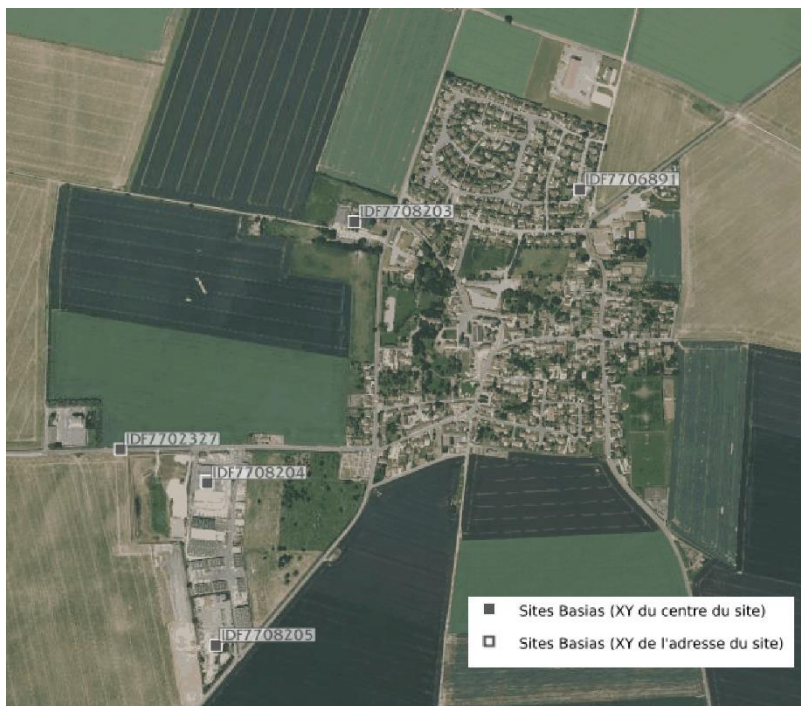 IDF7706891
IDF7708203
IDF7702327
IDF7708204
IDF7708205
Sites Basias (XY du centre du site)
Sites Basias (XY de l'adresse du site)